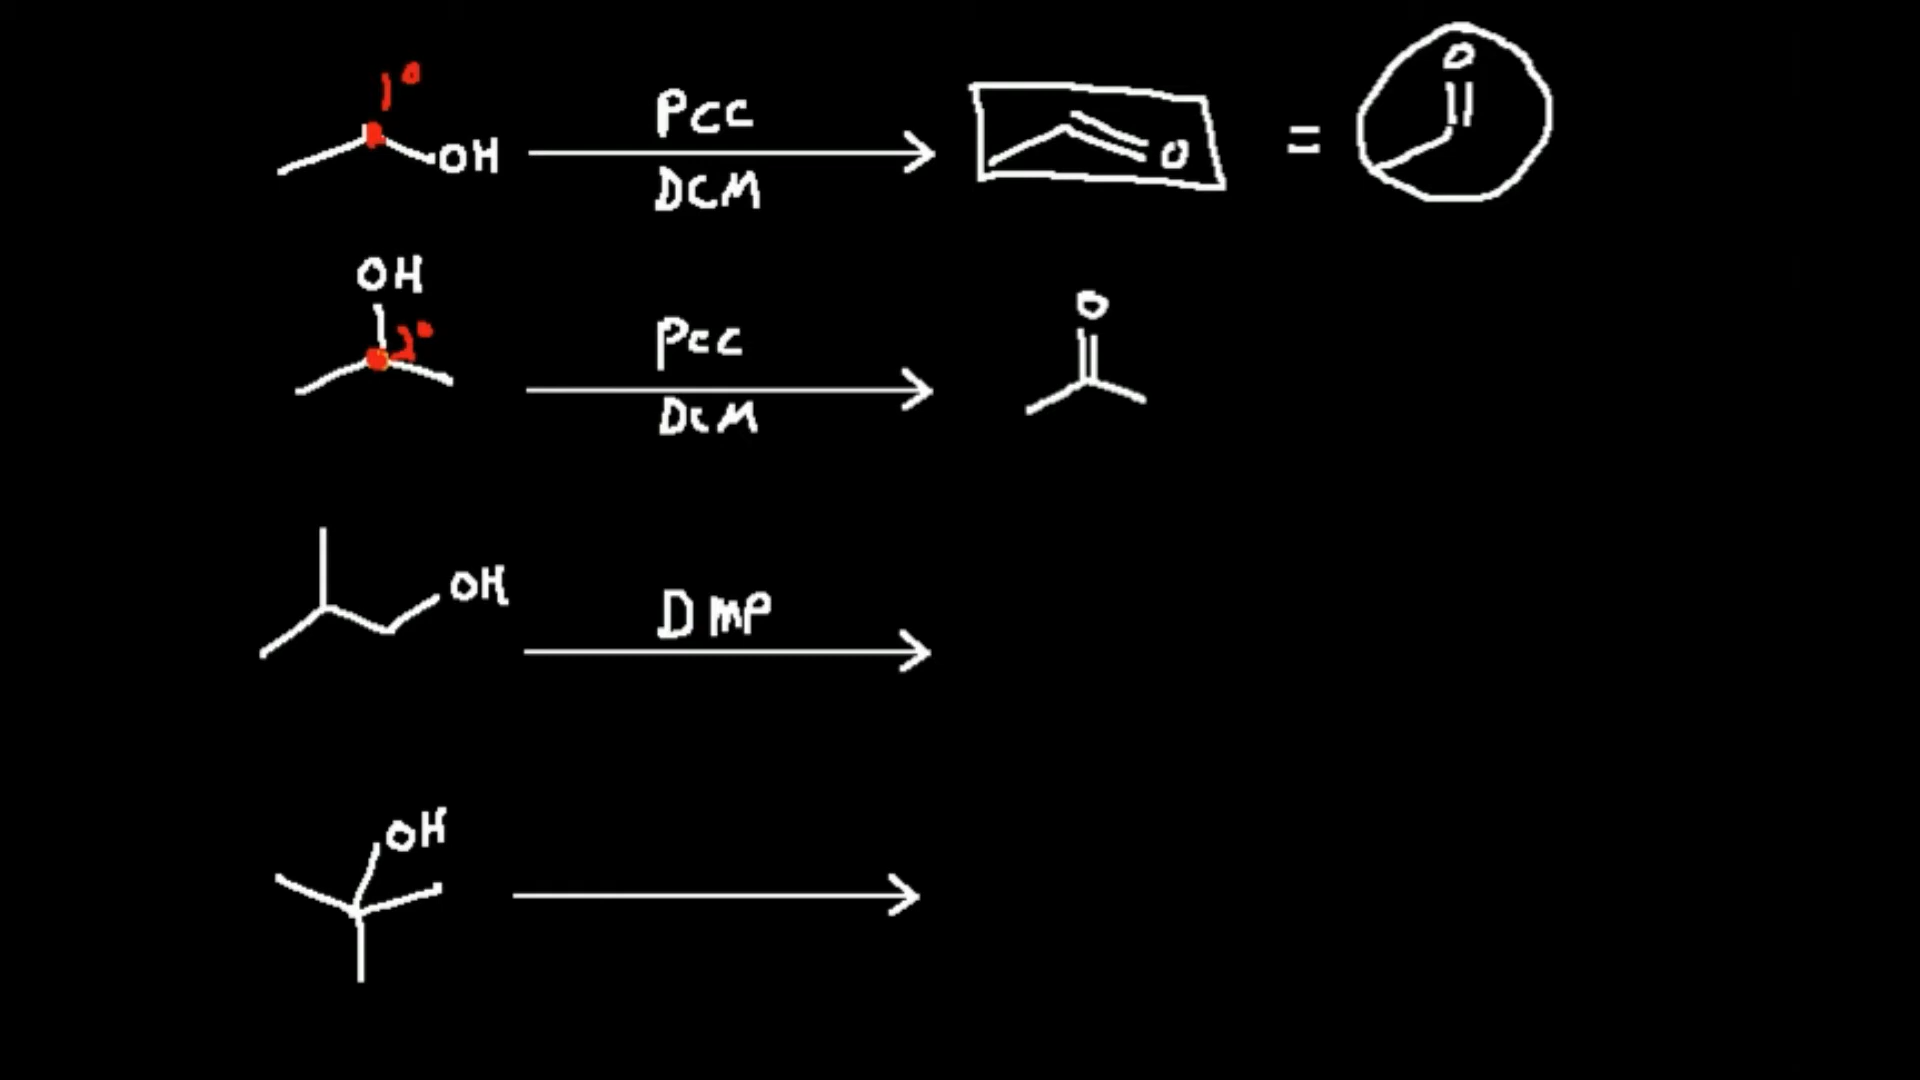 1° OH PCC DCM O = O
OH 2° PCC DCM O
OH DMP
OH